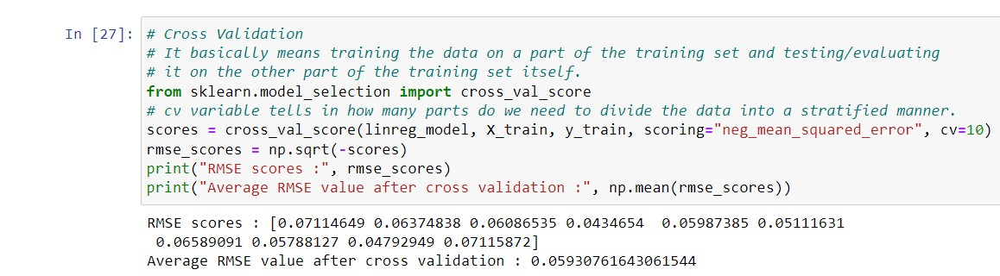 In [27]: # Cross Validation
# It basically means training the data on a part of the training set and testing/evaluating
# it on the other part of the training set itself.
from sklearn.model_selection import cross_val_score
# cv variable tells in how many parts do we need to divide the data into a stratified manner.
scores = cross_val_score(linreg_model, X_train, y_train, scoring="neg_mean_squared_error", cv=10)
rmse_scores = np.sqrt(-scores)
print("RMSE scores :", rmse_scores)
print("Average RMSE value after cross validation :", np.mean(rmse_scores))
RMSE scores : [0.07114649 0.06374838 0.06086535 0.0434654  0.05987385 0.05111631
 0.06589091 0.05788127 0.04792949 0.07115872]
Average RMSE value after cross validation : 0.05930761643061544